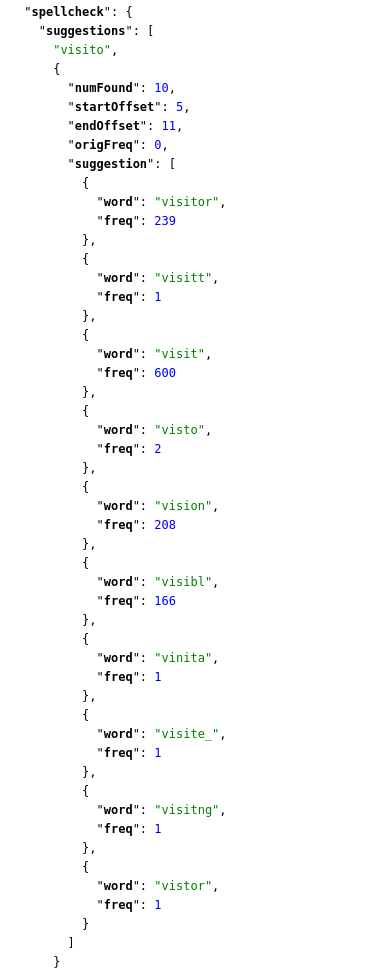 "spellcheck": {
"suggestions": [
"visito",
{
"numFound": 10,
"startOffset": 5,
"endOffset": 11,
"origFreq": 0,
"suggestion": [
{
"word": "visitor",
"freq": 239
},
{
"word": "visitt",
"freq": 1
},
{
"word": "visit",
"freq": 600
},
{
"word": "visto",
"freq": 2
},
{
"word": "vision",
"freq": 208
},
{
"word": "visibl",
"freq": 166
},
{
"word": "vinita",
"freq": 1
},
{
"word": "visite_",
"freq": 1
},
{
"word": "visitng",
"freq": 1
},
{
"word": "vistor",
"freq": 1
}
]
}